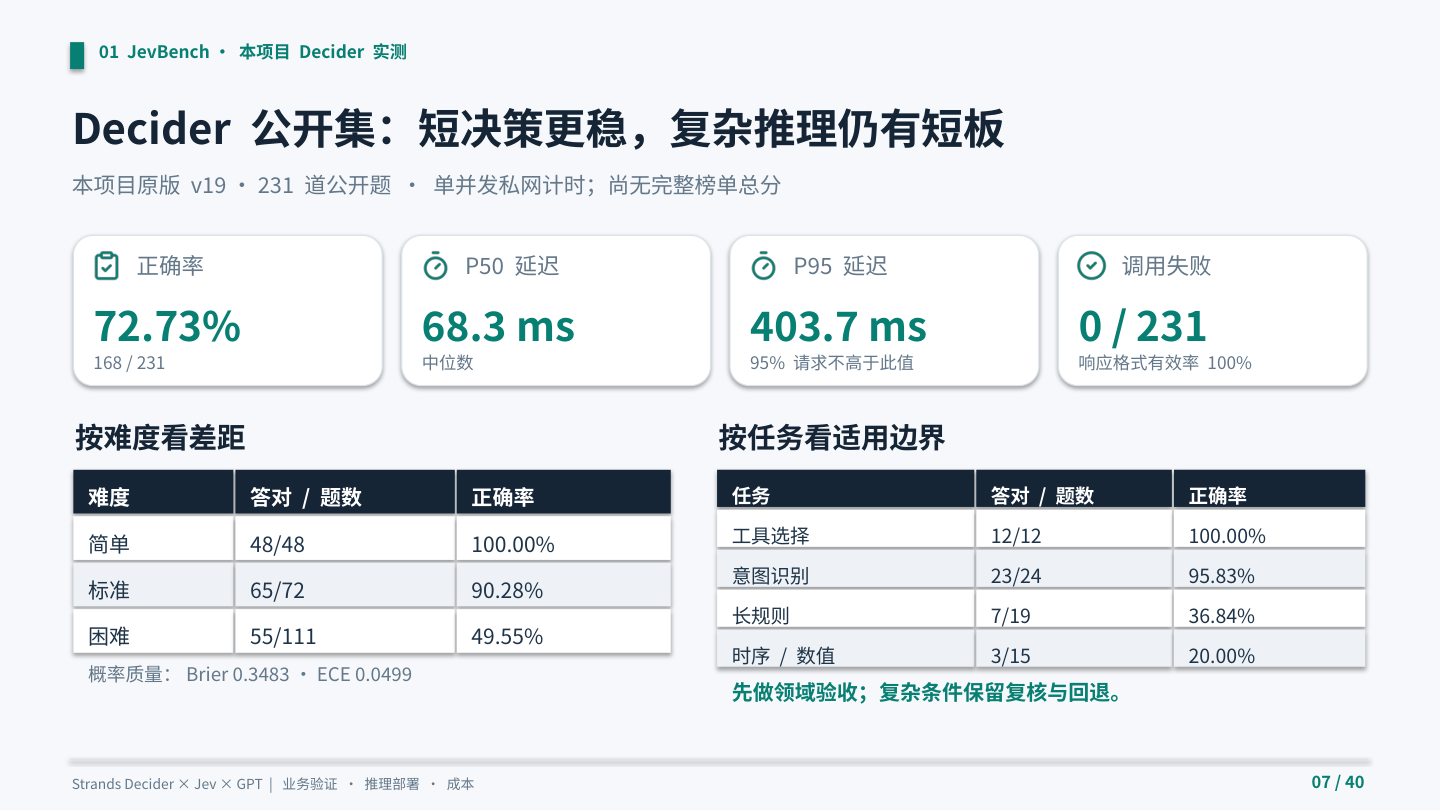 01 JevBench · 本项目 Decider 实测
Decider 公开集：短决策更稳，复杂推理仍有短板
本项目原版 v19 · 231 道公开题 · 单并发私网计时；尚无完整榜单总分
正确率
72.73%
168 / 231
P50 延迟
68.3 ms
中位数
P95 延迟
403.7 ms
95% 请求不高于此值
调用失败
0 / 231
响应格式有效率 100%
按难度看差距
难度 答对 / 题数 正确率
简单 48/48 100.00%
标准 65/72 90.28%
困难 55/111 49.55%
概率质量： Brier 0.3483 · ECE 0.0499
按任务看适用边界
任务 答对 / 题数 正确率
工具选择 12/12 100.00%
意图识别 23/24 95.83%
长规则 7/19 36.84%
时序 / 数值 3/15 20.00%
先做领域验收；复杂条件保留复核与回退。
Strands Decider × Jev × GPT | 业务验证 · 推理部署 · 成本
07 / 40